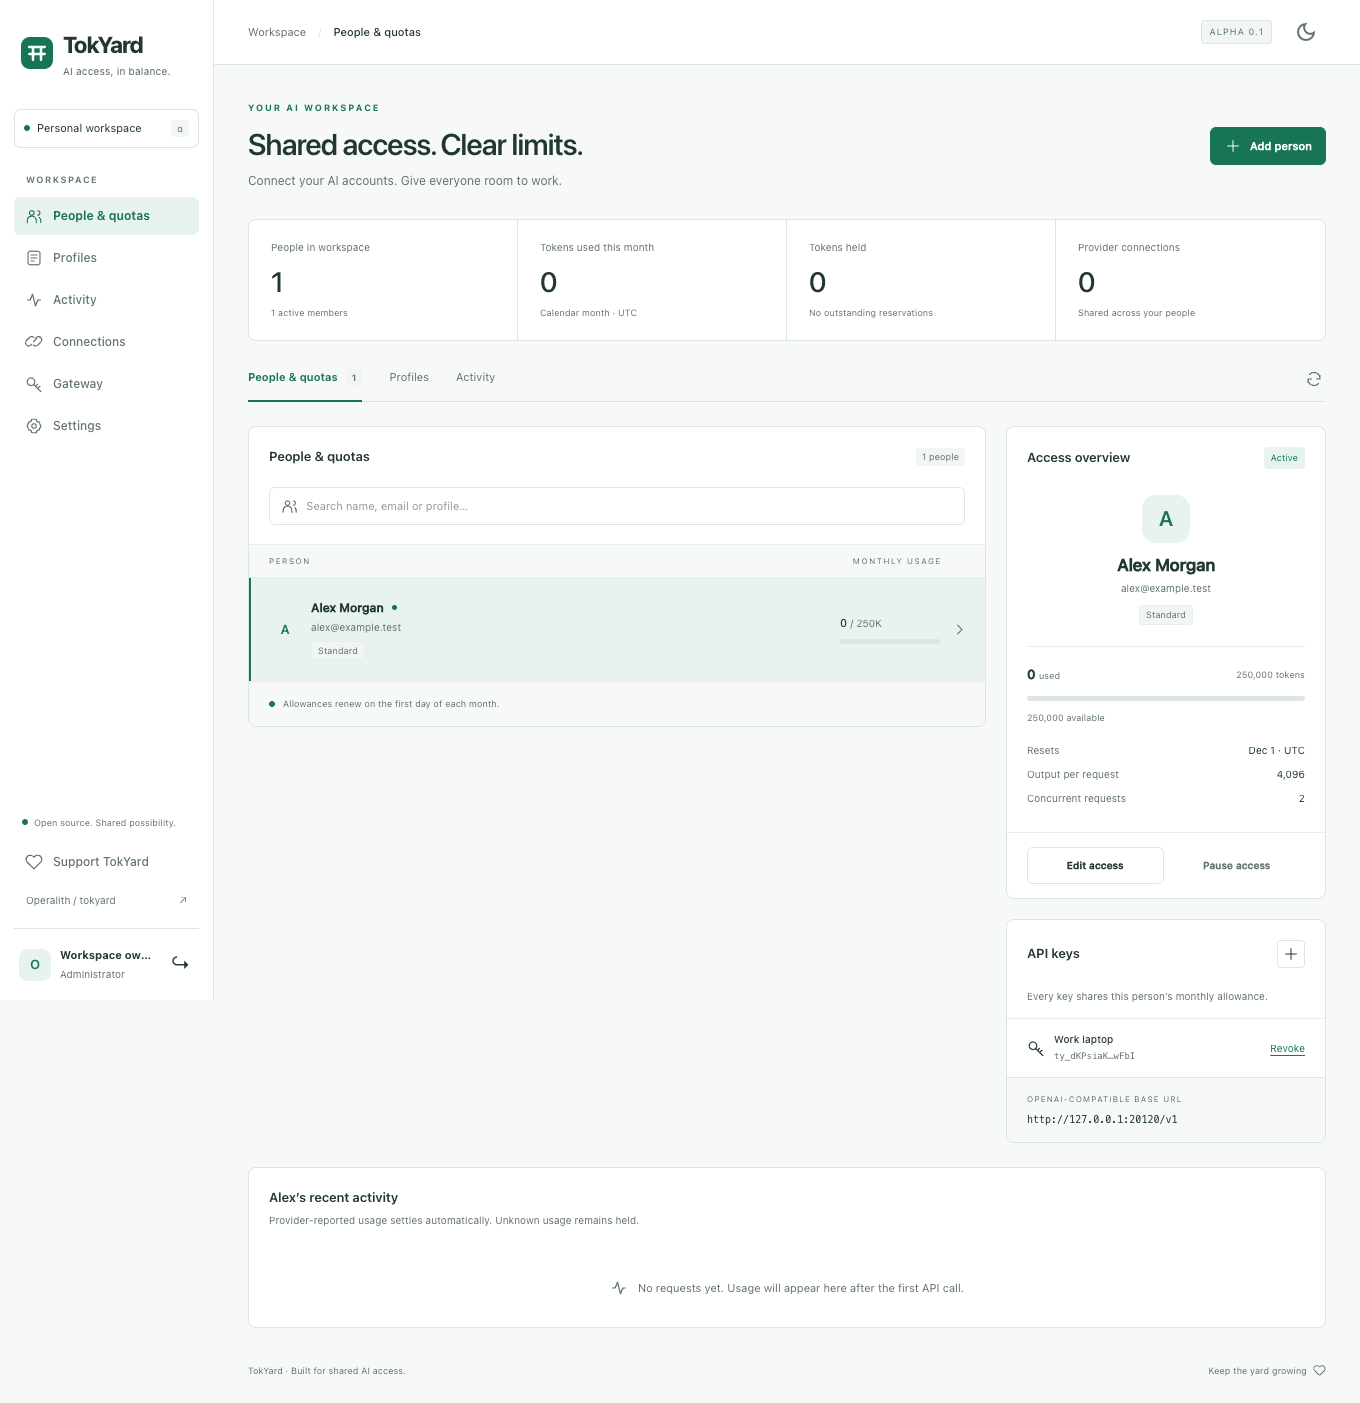 TokYard
AI access, in balance.
Personal workspace
α
WORKSPACE
People & quotas
Profiles
Activity
Connections
Gateway
Settings
Open source. Shared possibility.
Support TokYard
Operalith / tokyard
O
Workspace ow...
Administrator
Workspace / People & quotas
ALPHA 0.1
YOUR AI WORKSPACE
Shared access. Clear limits.
Connect your AI accounts. Give everyone room to work.
Add person
People in workspace
1
1 active members
Tokens used this month
0
Calendar month · UTC
Tokens held
0
No outstanding reservations
Provider connections
0
Shared across your people
People & quotas 1
Profiles
Activity
People & quotas
1 people
Search name, email or profile...
PERSON
MONTHLY USAGE
A
Alex Morgan
alex@example.test
Standard
0 / 250K
Allowances renew on the first day of each month.
Access overview
Active
A
Alex Morgan
alex@example.test
Standard
0 used
250,000 tokens
250,000 available
Resets
Dec 1 · UTC
Output per request
4,096
Concurrent requests
2
Edit access
Pause access
API keys
Every key shares this person's monthly allowance.
Work laptop
ty_dKPsiaK…wFbI
Revoke
OPENAI-COMPATIBLE BASE URL
http://127.0.0.1:20120/v1
Alex's recent activity
Provider-reported usage settles automatically. Unknown usage remains held.
No requests yet. Usage will appear here after the first API call.
TokYard · Built for shared AI access.
Keep the yard growing